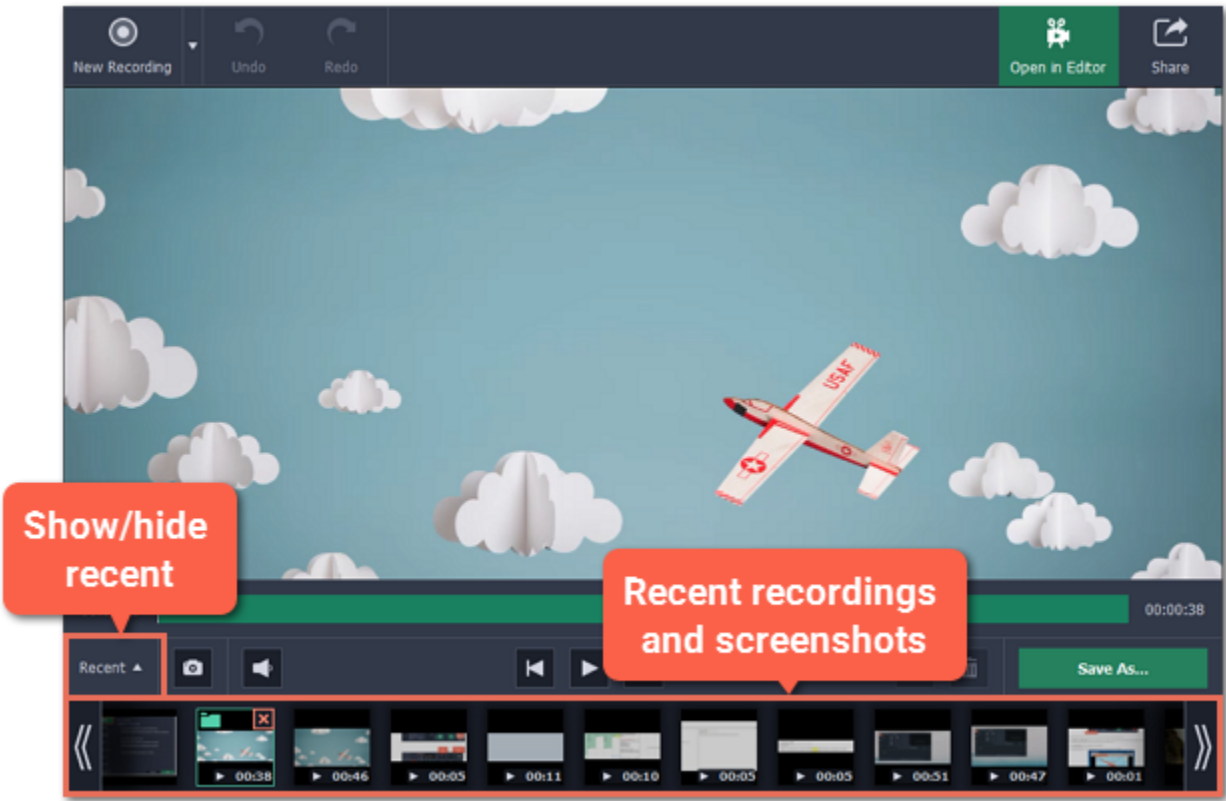 New Recording
Undo
Redo
Open in Editor
Share
USAF
Show/hide
recent
Recent recordings
and screenshots
00:00:38
Recent
Save As...
00:38
00:46
00:05
00:11
00:10
00:05
00:05
00:51
00:47
00:01